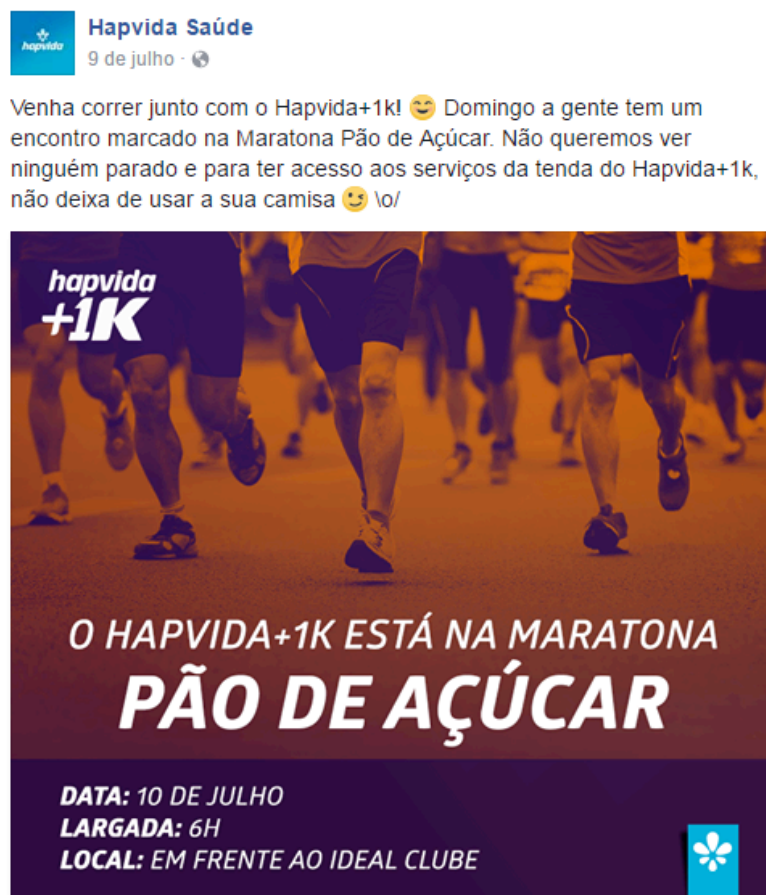 hapvida
Hapvida Saúde
9 de julho ·
Venha correr junto com o Hapvida+1k! 😄 Domingo a gente tem um
encontro marcado na Maratona Pão de Açúcar. Não queremos ver
ninguém parado e para ter acesso aos serviços da tenda do Hapvida+1k,
não deixa de usar a sua camisa 😉 \o/
hapvida
+1K
O HAPVIDA+1K ESTÁ NA MARATONA
PÃO DE AÇÚCAR
DATA: 10 DE JULHO
LARGADA: 6H
LOCAL: EM FRENTE AO IDEAL CLUBE